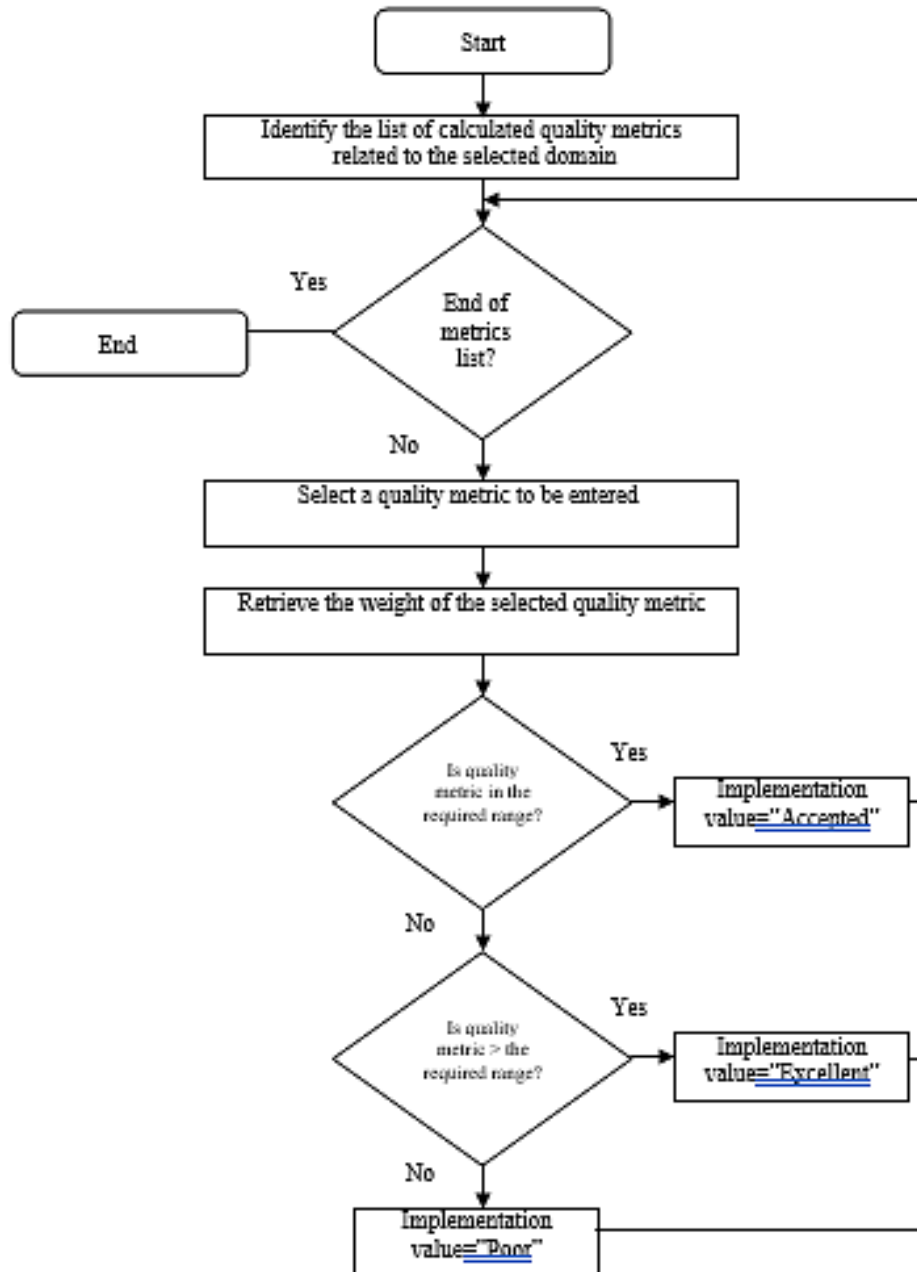 Start
Identify the list of calculated quality metrics
related to the selected domain
Yes
End of
metrics
list?
End
No
Select a quality metric to be entered
Retrieve the weight of the selected quality metric
Is quality
metric in the
required range?
Yes
Implementation
value="Accepted"
No
Is quality
metric > the
required range?
Yes
Implementation
value="Excellent"
No
Implementation
value="Poor"